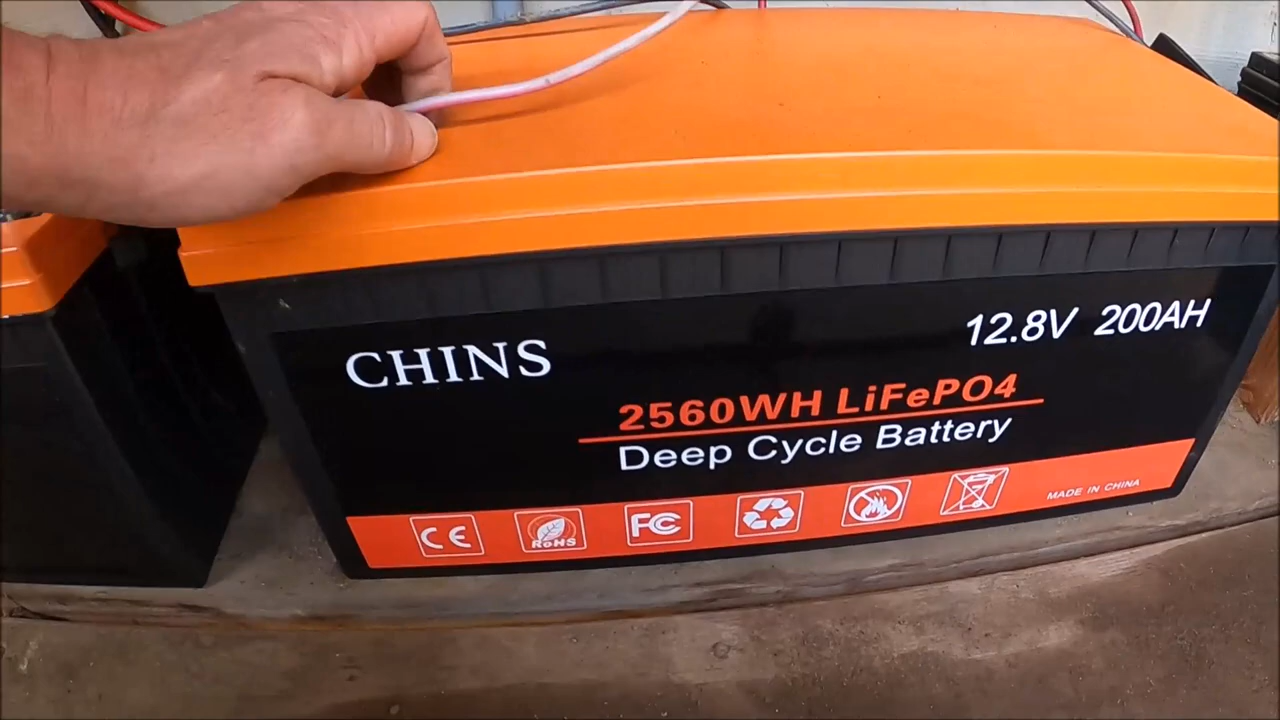 CHINS
12.8V 200AH
2560WH LiFePO4
Deep Cycle Battery
CE RoHS FC MADE IN CHINA